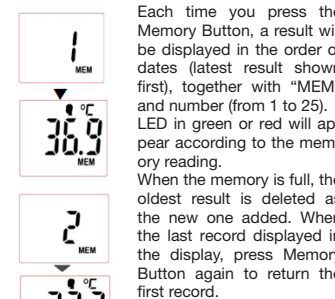 1
MEM
°C
36.9
MEM
2
MEM
°C
Each time you press the
Memory Button, a result
be displayed in the order
dates (latest result shown
first), together with “MEM
and number (from 1 to 25).
LED in green or red will ap
pear according to the mem
ory reading.
When the memory is full, the
oldest result is deleted as
the new one added. When
the last record displayed in
the display, press Memory
Button again to return the
first record.